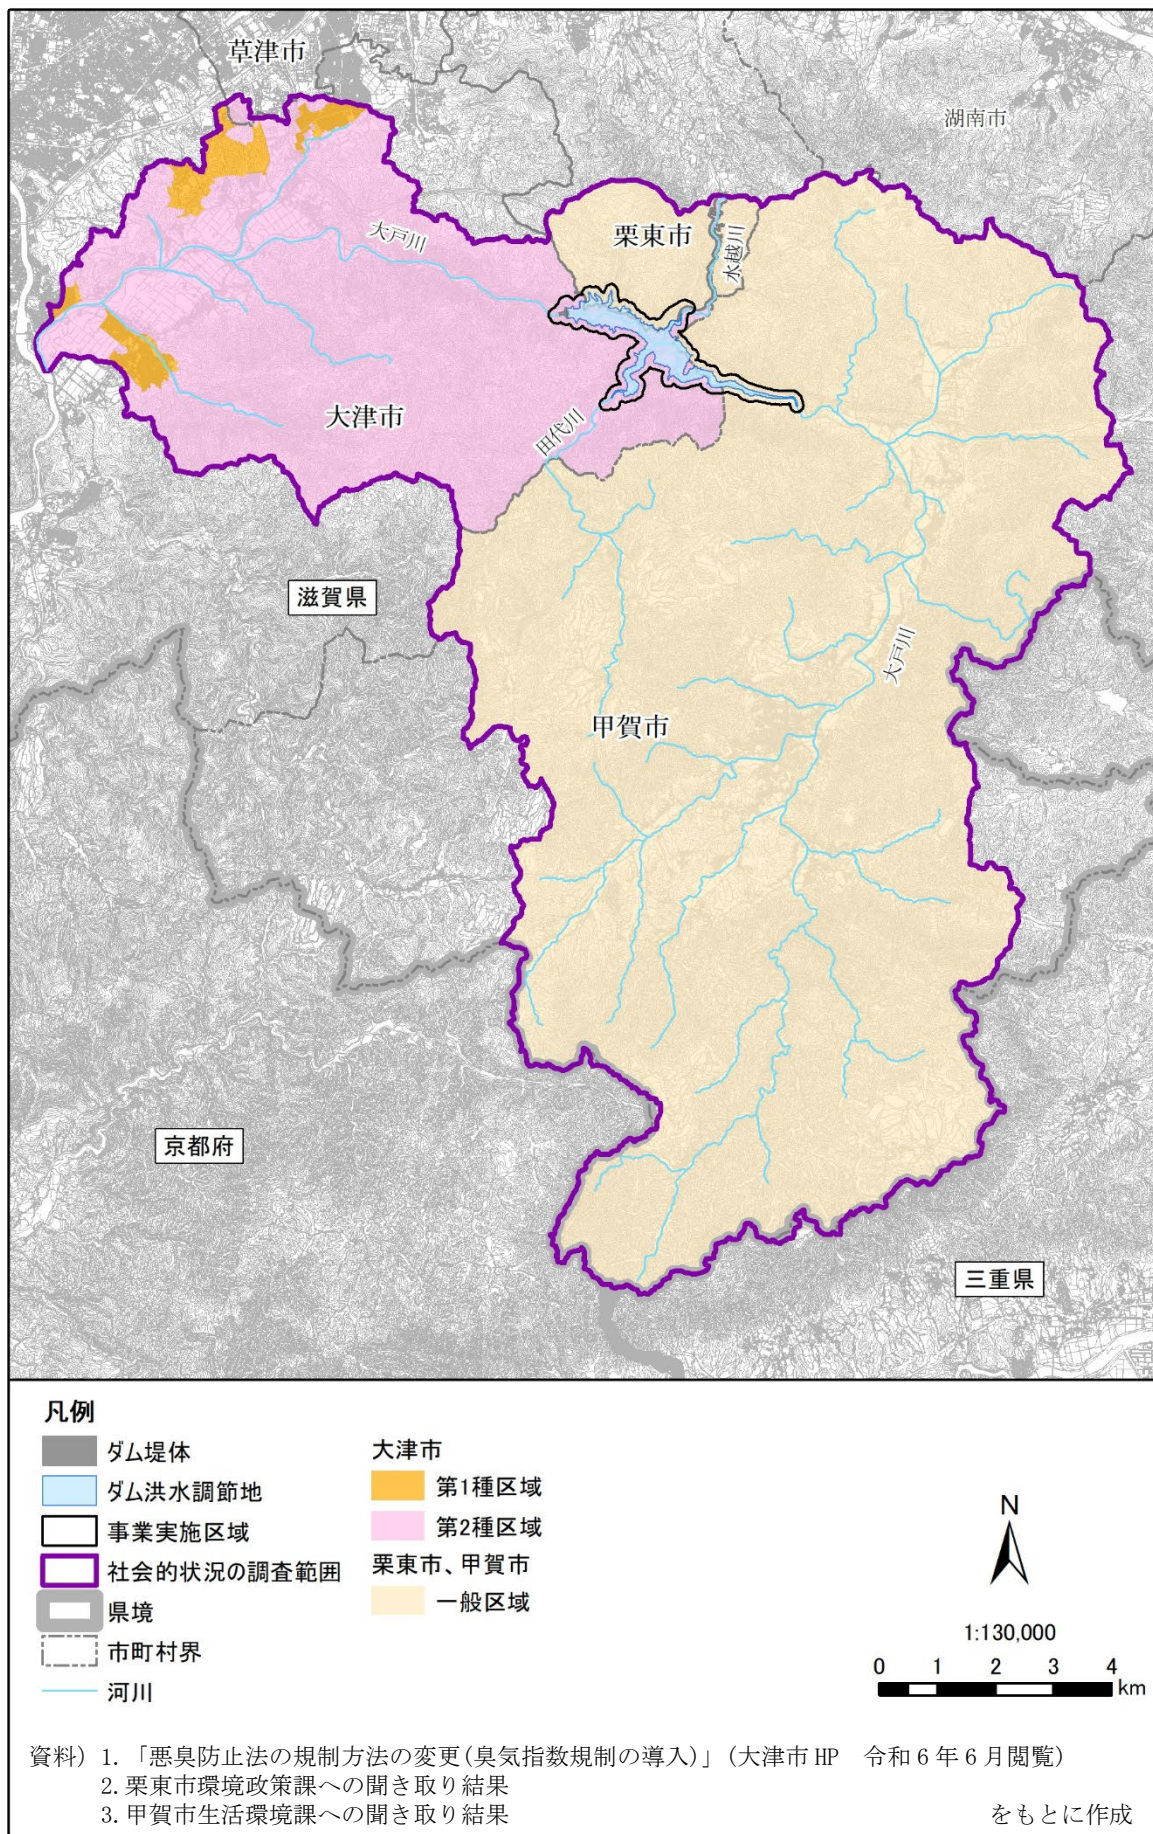 草津市
湖南市
栗東市
大戸川
水越川
大津市
田代川
滋賀県
大戸川
甲賀市
京都府
三重県
凡例
ダム堤体
ダム洪水調節地
事業実施区域
社会的状況の調査範囲
県境
市町村界
河川
大津市
第1種区域
第2種区域
栗東市、甲賀市
一般区域
N
1:130,000
0 1 2 3 4
km
資料) 1. 「悪臭防止法の規制方法の変更(臭気指数規制の導入)」(大津市 HP 令和 6 年 6 月閲覧)
2. 栗東市環境政策課への聞き取り結果
3. 甲賀市生活環境課への聞き取り結果 をもとに作成